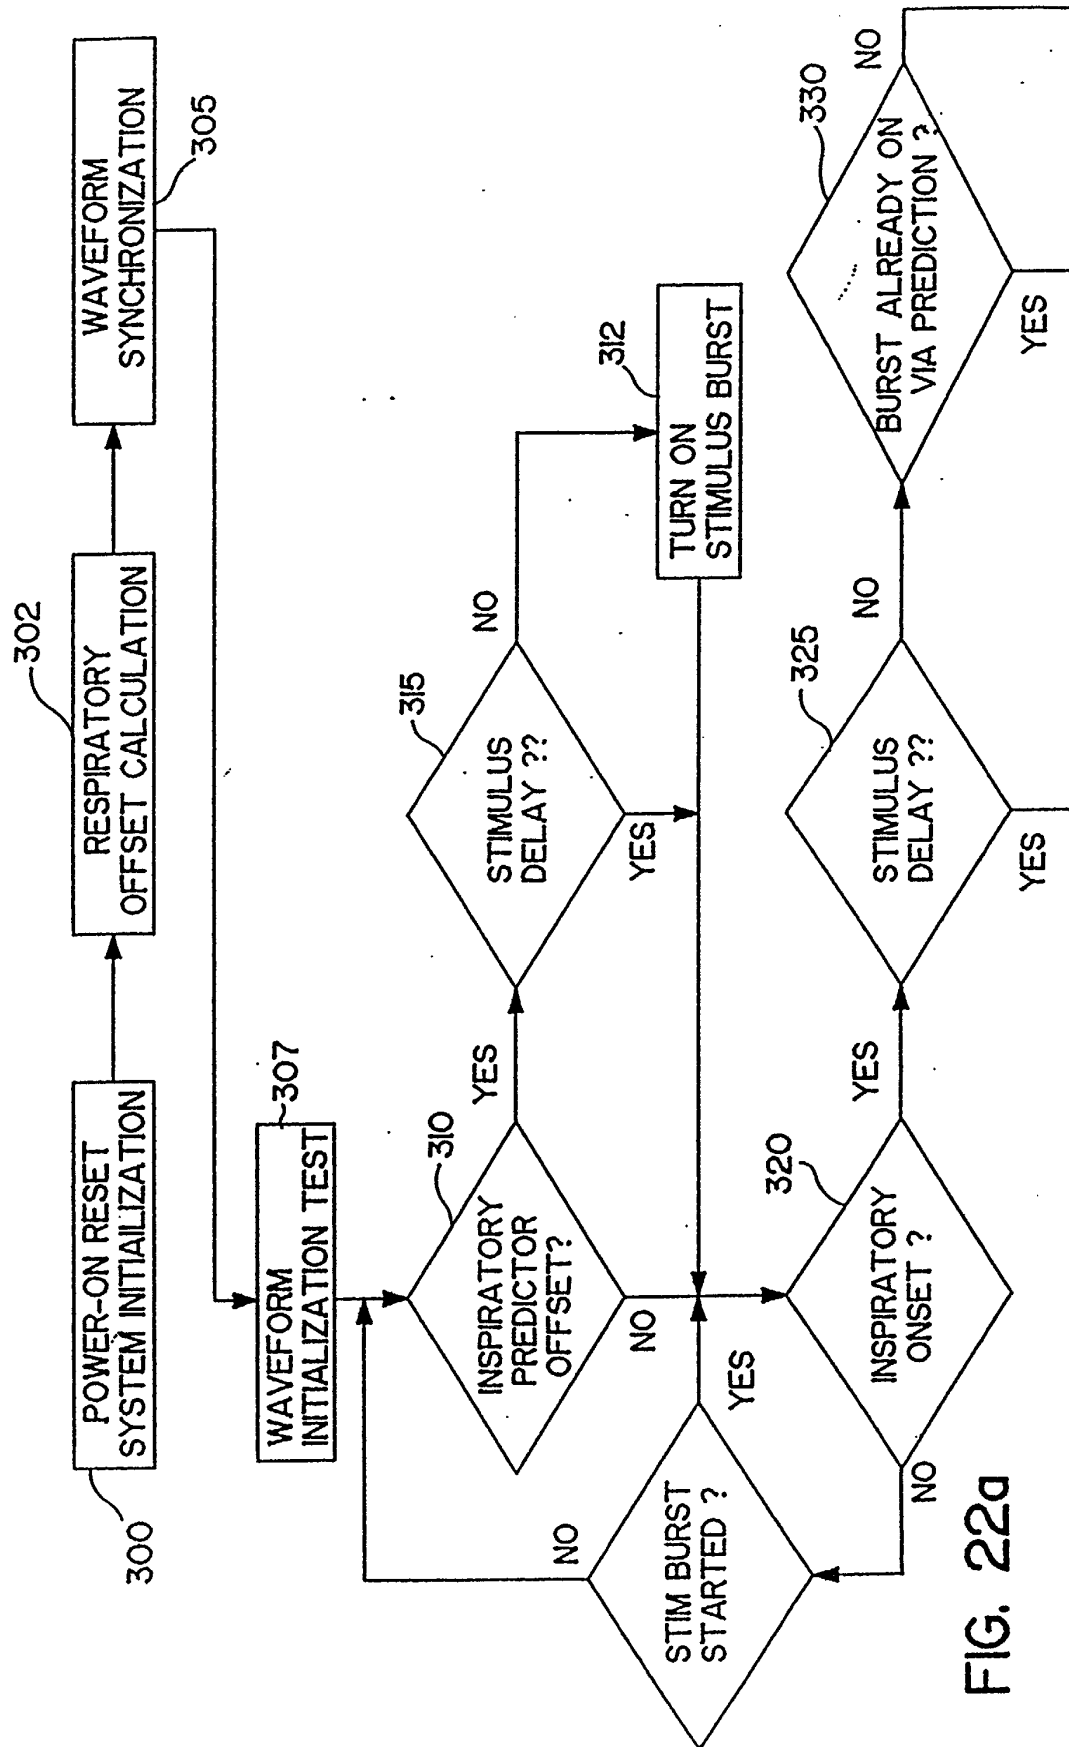 POWER-ON RESET
SYSTEM INITIAILIZATION
300
RESPIRATORY
OFFSET CALCULATION
302
WAVEFORM
SYNCHRONIZATION
305
WAVEFORM
INITIALIZATION TEST
307
INSPIRATORY
PREDICTOR
OFFSET?
310
YES
NO
STIMULUS
DELAY ??
315
NO
YES
TURN ON
STIMULUS BURST
312
STIM BURST
STARTED ?
NO
YES
INSPIRATORY
ONSET ?
320
YES
NO
STIMULUS
DELAY ??
325
NO
YES
BURST ALREADY ON
VIA PREDICTION ?
330
NO
YES
FIG. 22a